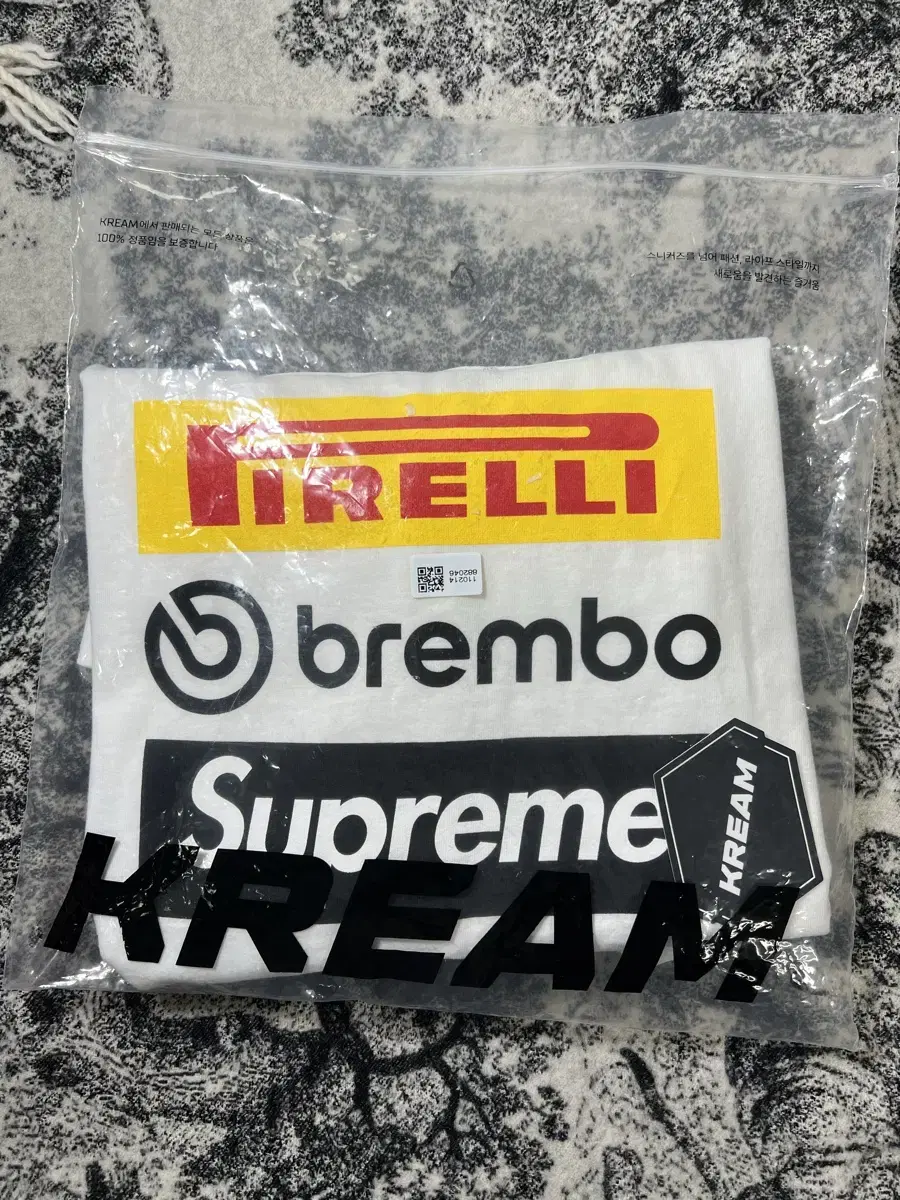 KREAM에서 판매되는 모든 상품은
100% 정품임을 보증합니다.
스니커즈를 넘어 패션, 라이프 스타일까지
새로움을 발견하는 즐거움.
PIRELLI
110214
882046
brembo
Supreme
KREAM
KREAM